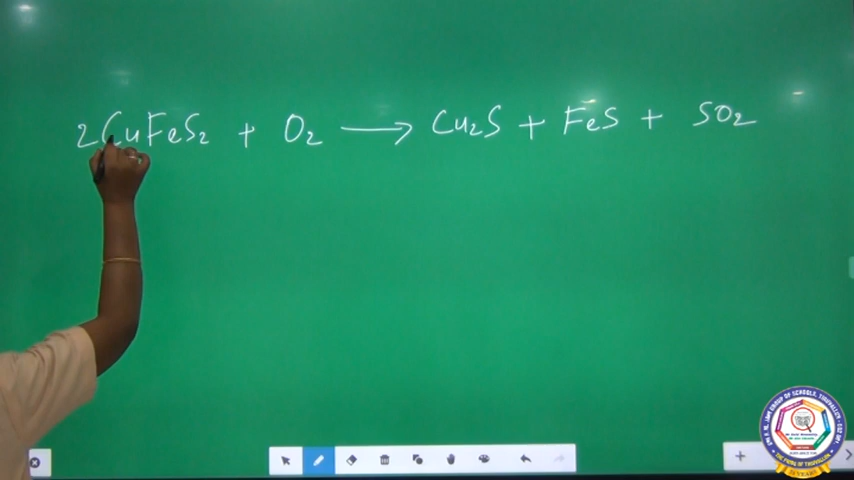 2CuFeS₂ + O₂ ⟶ Cu₂S + FeS + SO₂